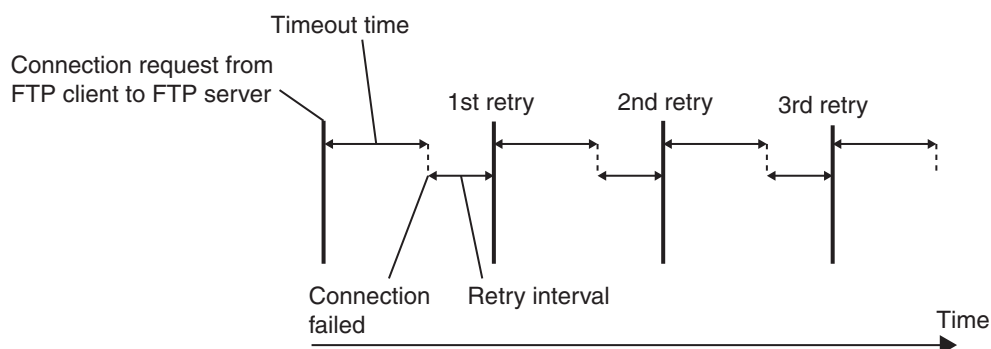 Timeout time
Connection request from
FTP client to FTP server
1st retry
2nd retry
3rd retry
Connection
failed
Retry interval
Time